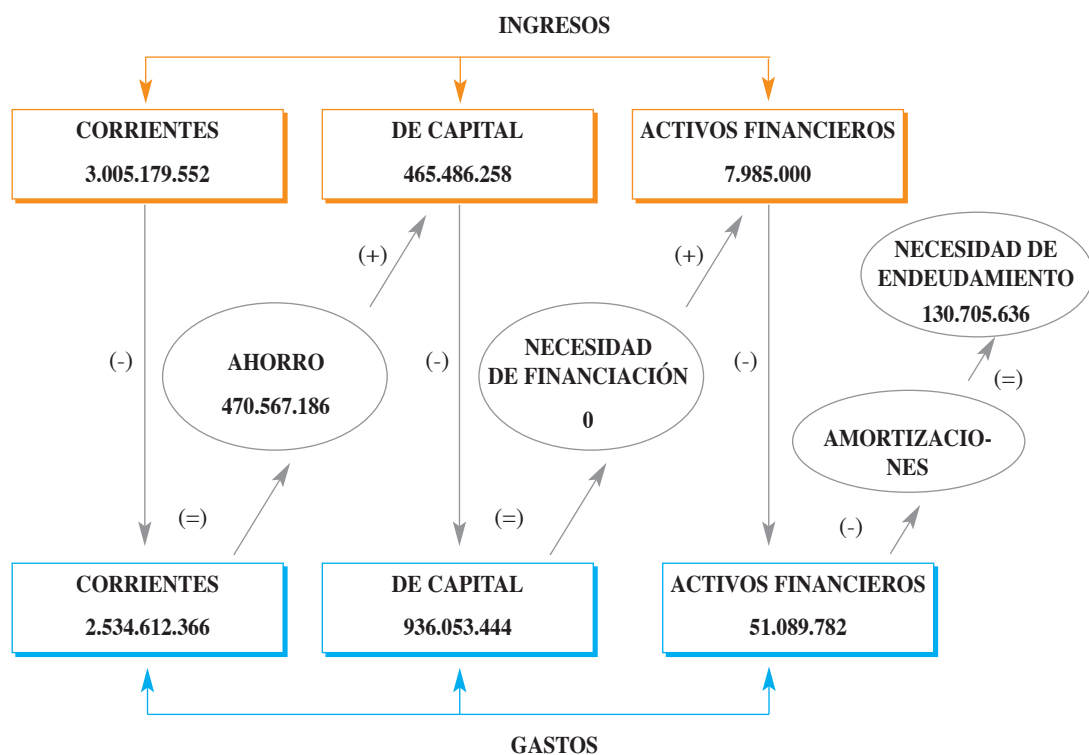 INGRESOS
CORRIENTES
3.005.179.552
DE CAPITAL
465.486.258
ACTIVOS FINANCIEROS
7.985.000
(+)
(+)
NECESIDAD DE
ENDEUDAMIENTO
130.705.636
(-)
AHORRO
470.567.186
(-)
NECESIDAD
DE FINANCIACIÓN
0
(-)
(=)
AMORTIZACIO-
NES
(=)
(=)
(-)
CORRIENTES
2.534.612.366
DE CAPITAL
936.053.444
ACTIVOS FINANCIEROS
51.089.782
GASTOS